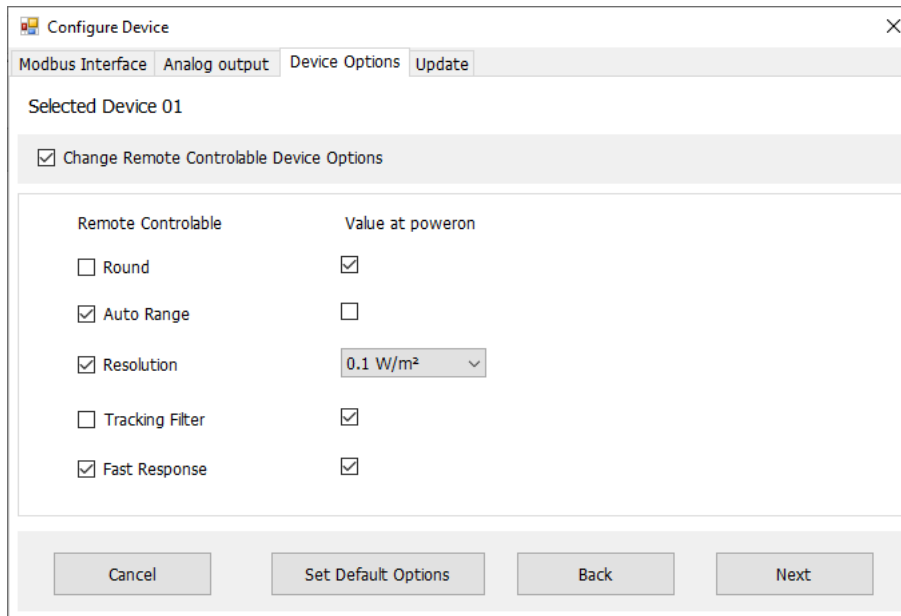 Configure Device
Modbus Interface Analog output Device Options Update
Selected Device 01
Change Remote Controlable Device Options
Remote Controlable Value at poweron
Round
Auto Range
Resolution 0.1 W/m²
Tracking Filter
Fast Response
Cancel Set Default Options Back Next